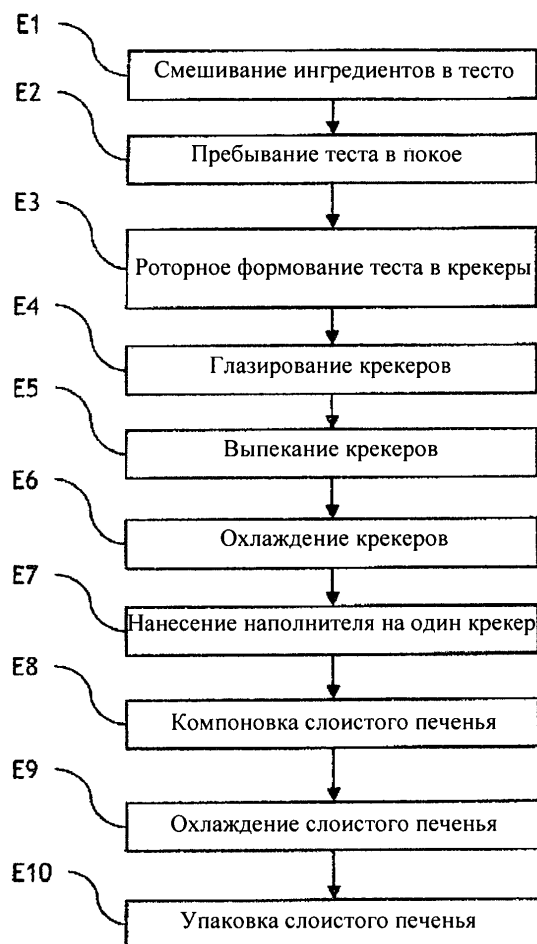 E1
Смешивание ингредиентов в тесто
E2
Пребывание теста в покое
E3
Роторное формование теста в крекеры
E4
Глазирование крекеров
E5
Выпекание крекеров
E6
Охлаждение крекеров
E7
Нанесение наполнителя на один крекер
E8
Компоновка слоистого печенья
E9
Охлаждение слоистого печенья
E10
Упаковка слоистого печенья